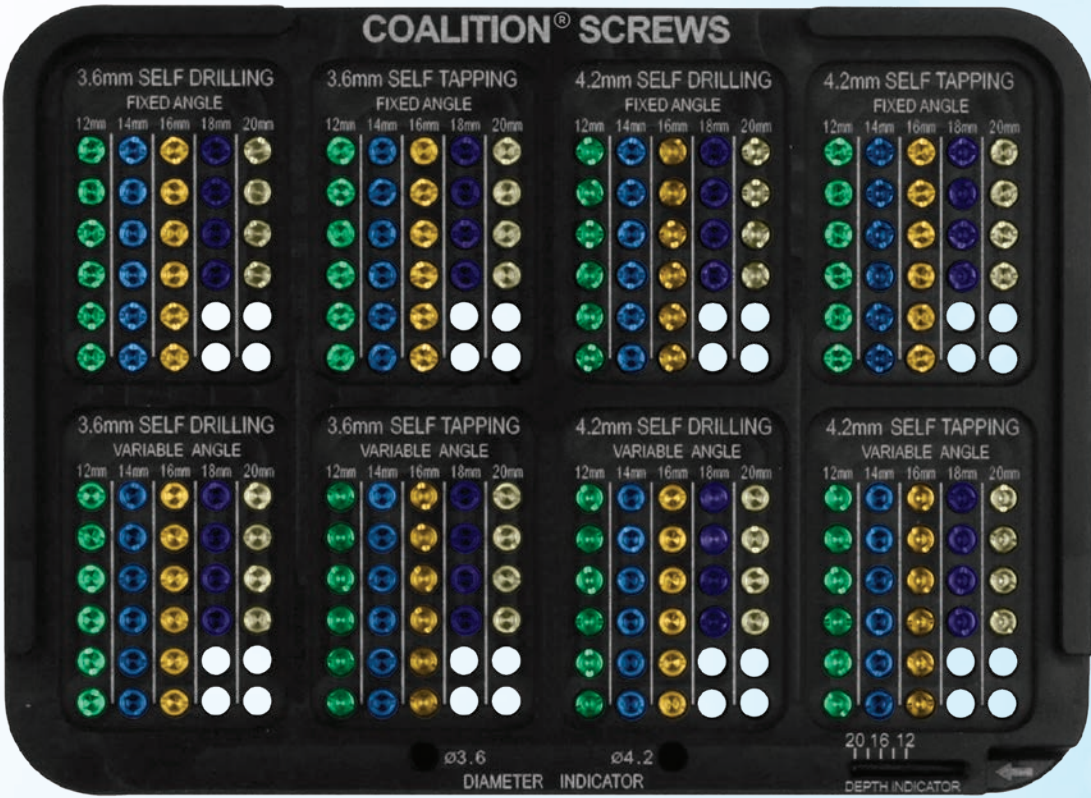 COALITION® SCREWS
3.6mm SELF DRILLING
FIXED ANGLE
12mm 14mm 16mm 18mm 20mm
3.6mm SELF TAPPING
FIXED ANGLE
12mm 14mm 16mm 18mm 20mm
4.2mm SELF DRILLING
FIXED ANGLE
12mm 14mm 16mm 18mm 20mm
4.2mm SELF TAPPING
FIXED ANGLE
12mm 14mm 16mm 18mm 20mm
3.6mm SELF DRILLING
VARIABLE ANGLE
12mm 14mm 16mm 18mm 20mm
3.6mm SELF TAPPING
VARIABLE ANGLE
12mm 14mm 16mm 18mm 20mm
4.2mm SELF DRILLING
VARIABLE ANGLE
12mm 14mm 16mm 18mm 20mm
4.2mm SELF TAPPING
VARIABLE ANGLE
12mm 14mm 16mm 18mm 20mm
ø3.6 ø4.2
DIAMETER INDICATOR
20 16 12
DEPTH INDICATOR